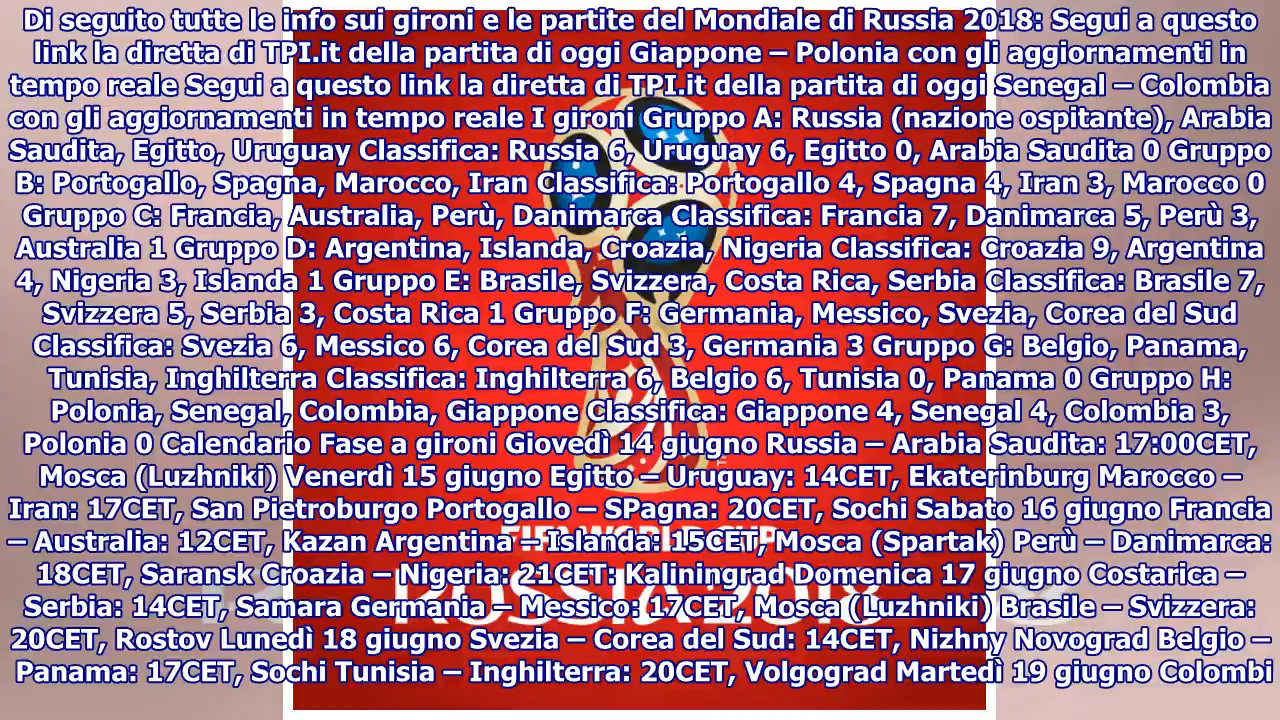 Di seguito tutte le info sui gironi e le partite del Mondiale di Russia 2018: Segui a questo
link la diretta di TPI.it della partita di oggi Giappone – Polonia con gli aggiornamenti in
tempo reale Segui a questo link la diretta di TPI.it della partita di oggi Senegal – Colombia
con gli aggiornamenti in tempo reale I gironi Gruppo A: Russia (nazione ospitante), Arabia
Saudita, Egitto, Uruguay Classifica: Russia 6, Uruguay 6, Egitto 0, Arabia Saudita 0 Gruppo
B: Portogallo, Spagna, Marocco, Iran Classifica: Portogallo 4, Spagna 4, Iran 3, Marocco 0
Gruppo C: Francia, Australia, Perù, Danimarca Classifica: Francia 7, Danimarca 5, Perù 3,
Australia 1 Gruppo D: Argentina, Islanda, Croazia, Nigeria Classifica: Croazia 9, Argentina
4, Nigeria 3, Islanda 1 Gruppo E: Brasile, Svizzera, Costa Rica, Serbia Classifica: Brasile 7,
Svizzera 5, Serbia 3, Costa Rica 1 Gruppo F: Germania, Messico, Svezia, Corea del Sud
Classifica: Svezia 6, Messico 6, Corea del Sud 3, Germania 3 Gruppo G: Belgio, Panama,
Tunisia, Inghilterra Classifica: Inghilterra 6, Belgio 6, Tunisia 0, Panama 0 Gruppo H:
Polonia, Senegal, Colombia, Giappone Classifica: Giappone 4, Senegal 4, Colombia 3,
Polonia 0 Calendario Fase a gironi Giovedì 14 giugno Russia – Arabia Saudita: 17:00CET,
Mosca (Luzhniki) Venerdì 15 giugno Egitto – Uruguay: 14CET, Ekaterinburg Marocco –
Iran: 17CET, San Pietroburgo Portogallo – SPagna: 20CET, Sochi Sabato 16 giugno Francia
– Australia: 12CET, Kazan Argentina – Islanda: 15CET, Mosca (Spartak) Perù – Danimarca:
18CET, Saransk Croazia – Nigeria: 21CET: Kaliningrad Domenica 17 giugno Costarica –
Serbia: 14CET, Samara Germania – Messico: 17CET, Mosca (Luzhniki) Brasile – Svizzera:
20CET, Rostov Lunedì 18 giugno Svezia – Corea del Sud: 14CET, Nizhny Novograd Belgio –
Panama: 17CET, Sochi Tunisia – Inghilterra: 20CET, Volgograd Martedì 19 giugno Colombi
FIFA WORLD CUP
RUSSIA 2018